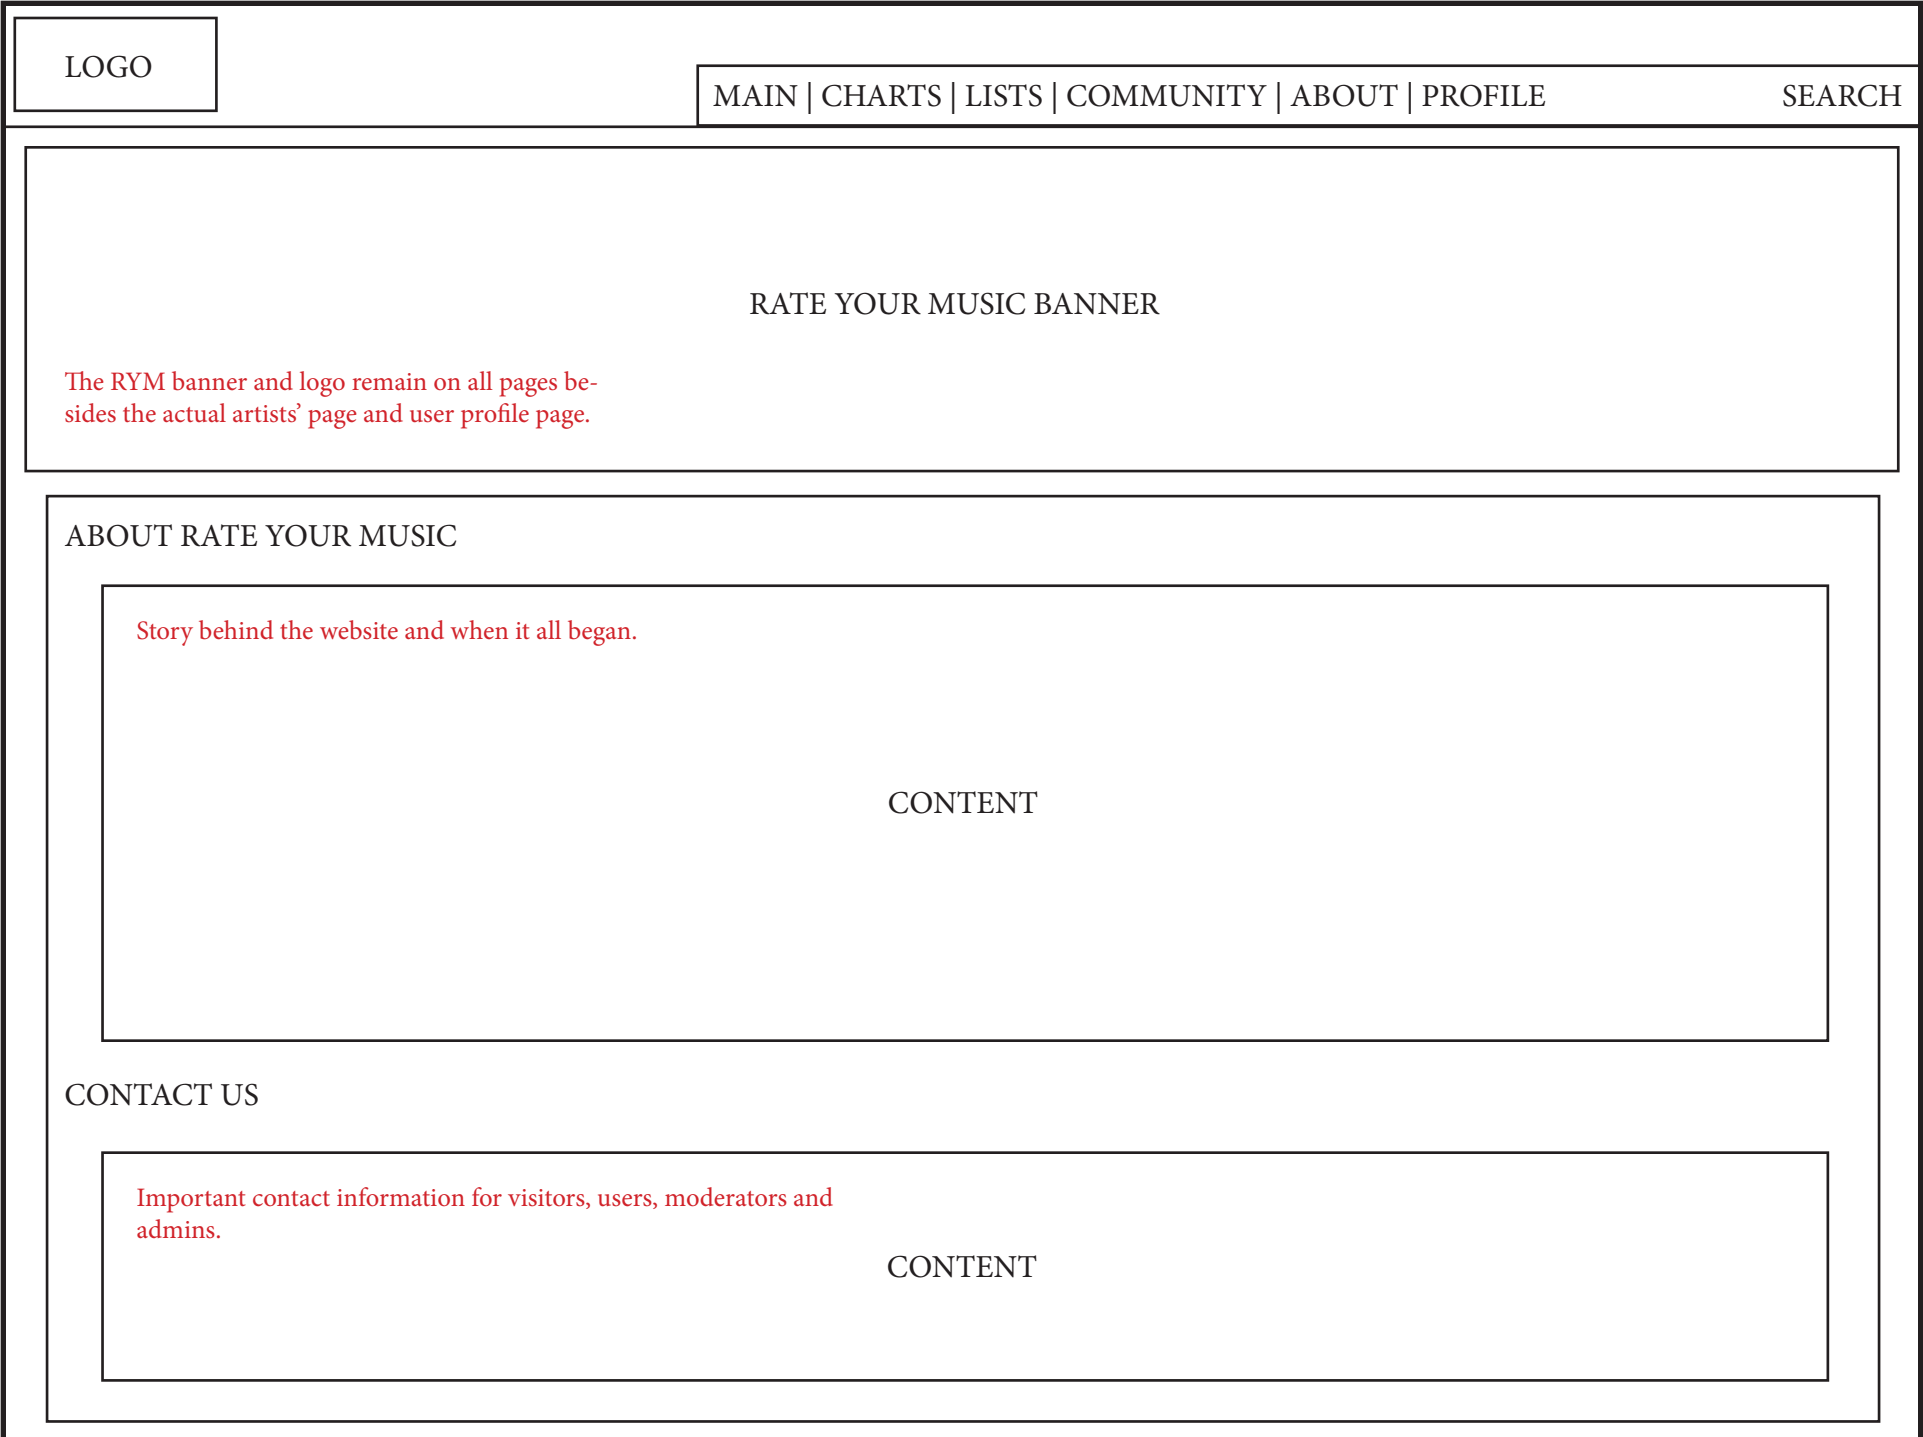 LOGO
MAIN | CHARTS | LISTS | COMMUNITY | ABOUT | PROFILE SEARCH
RATE YOUR MUSIC BANNER
The RYM banner and logo remain on all pages be-
sides the actual artists’ page and user profile page.
ABOUT RATE YOUR MUSIC
Story behind the website and when it all began.
CONTENT
CONTACT US
Important contact information for visitors, users, moderators and
admins.
CONTENT